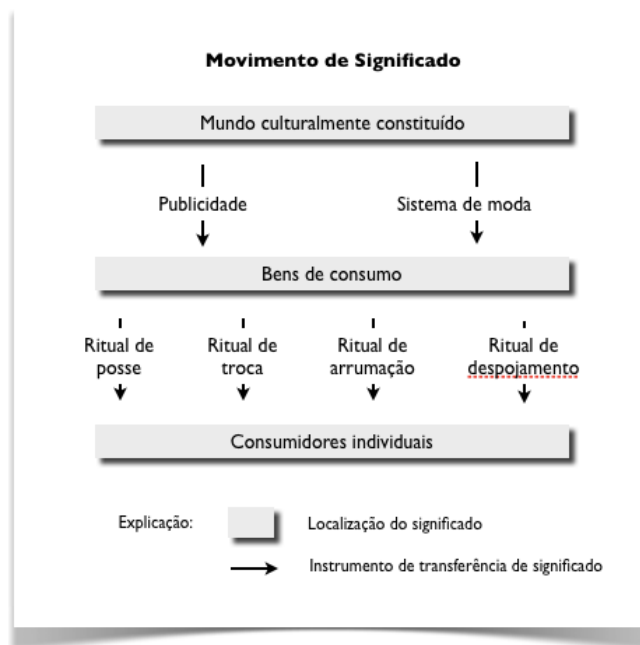 Movimento de Significado
Mundo culturalmente constituído
Publicidade
Sistema de moda
Bens de consumo
Ritual de
posse
Ritual de
troca
Ritual de
arrumação
Ritual de
despojamento
Consumidores individuais
Explicação:
Localização do significado
Instrumento de transferência de significado